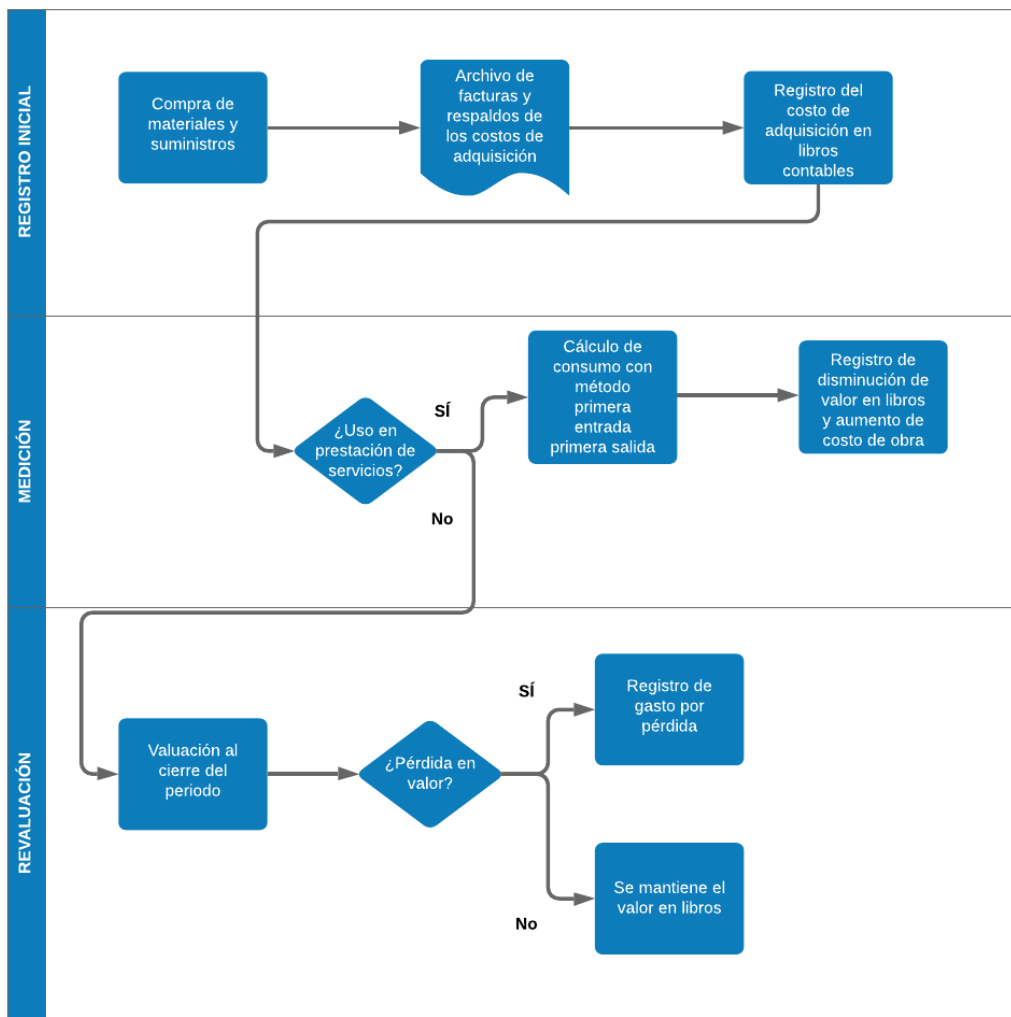 REGISTRO INICIAL
Compra de
materiales y
suministros
Archivo de
facturas y
respaldos de
los costos de
adquisición
Registro del
costo de
adquisición en
libros
contables
MEDICIÓN
¿Uso en
prestación de
servicios?
SÍ
No
Cálculo de
consumo con
método
primera
entrada
primera salida
Registro de
disminución de
valor en libros
y aumento de
costo de obra
REVALUACIÓN
Valuación al
cierre del
periodo
¿Pérdida en
valor?
SÍ
Registro de
gasto por
pérdida
No
Se mantiene el
valor en libros